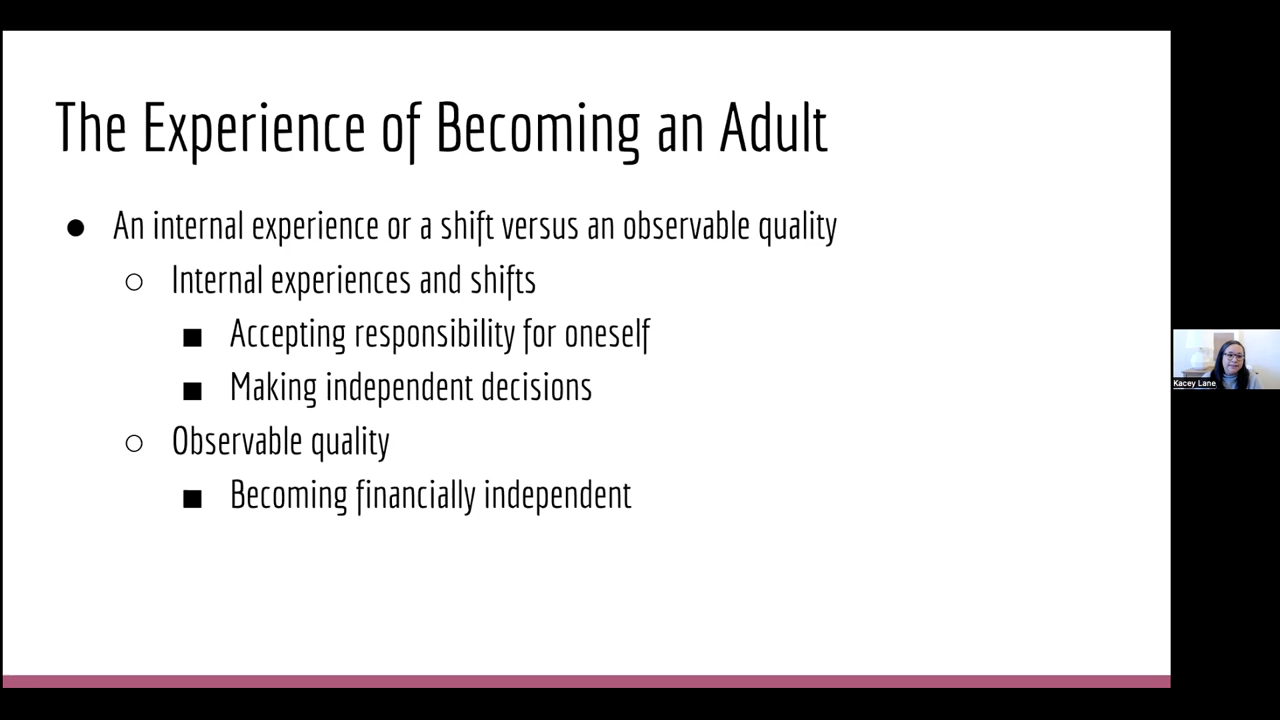 The Experience of Becoming an Adult
● An internal experience or a shift versus an observable quality
○ Internal experiences and shifts
■ Accepting responsibility for oneself
■ Making independent decisions
○ Observable quality
■ Becoming financially independent
Kacey Lane